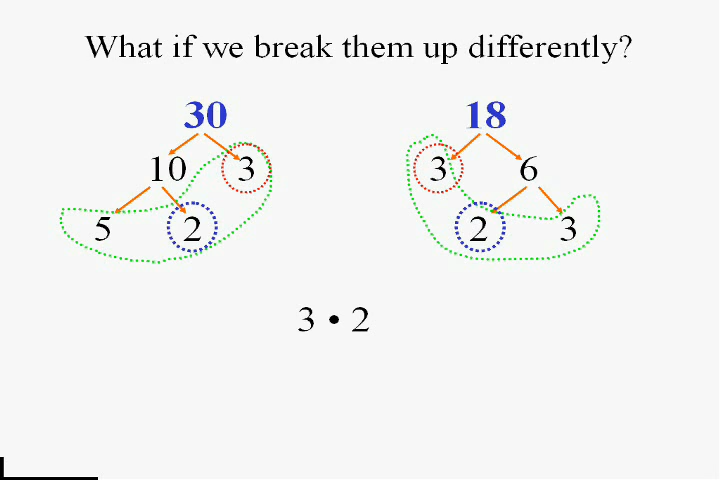 What if we break them up differently?
30 18
10 3 3 6
5 2 2 3
3 • 2